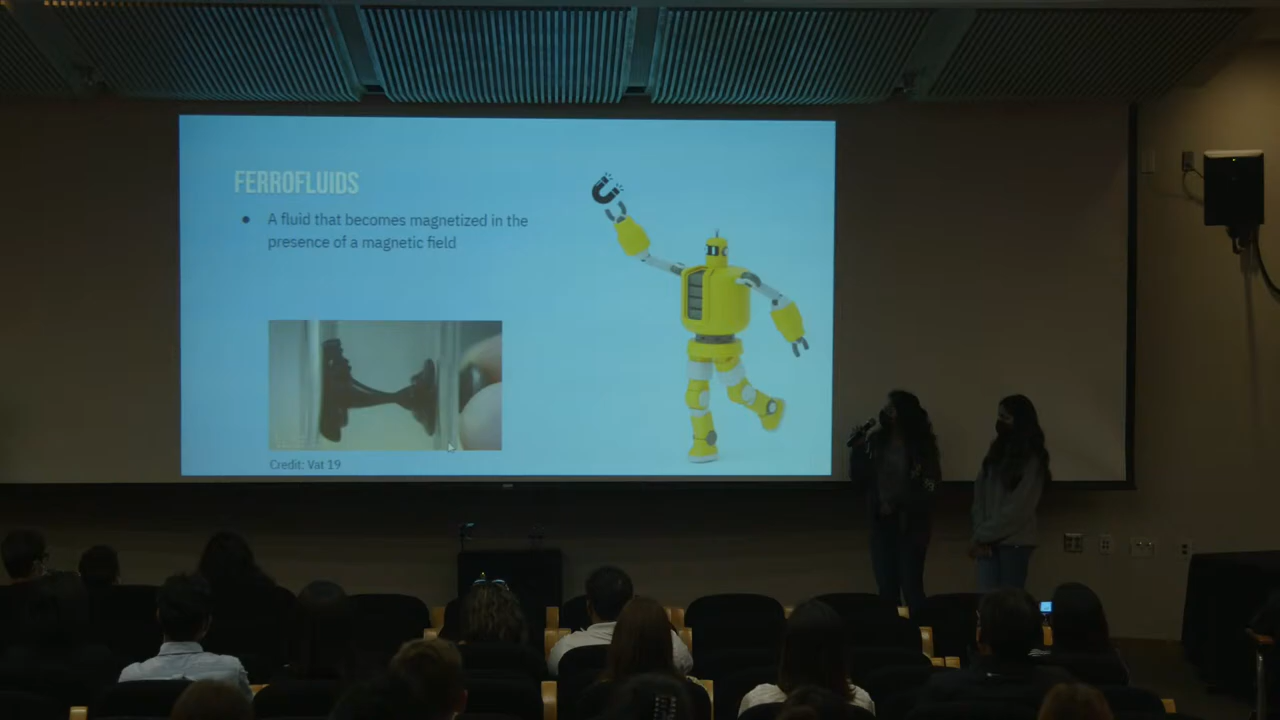 FERROFLUIDS
● A fluid that becomes magnetized in the
presence of a magnetic field
Credit: Vat 19